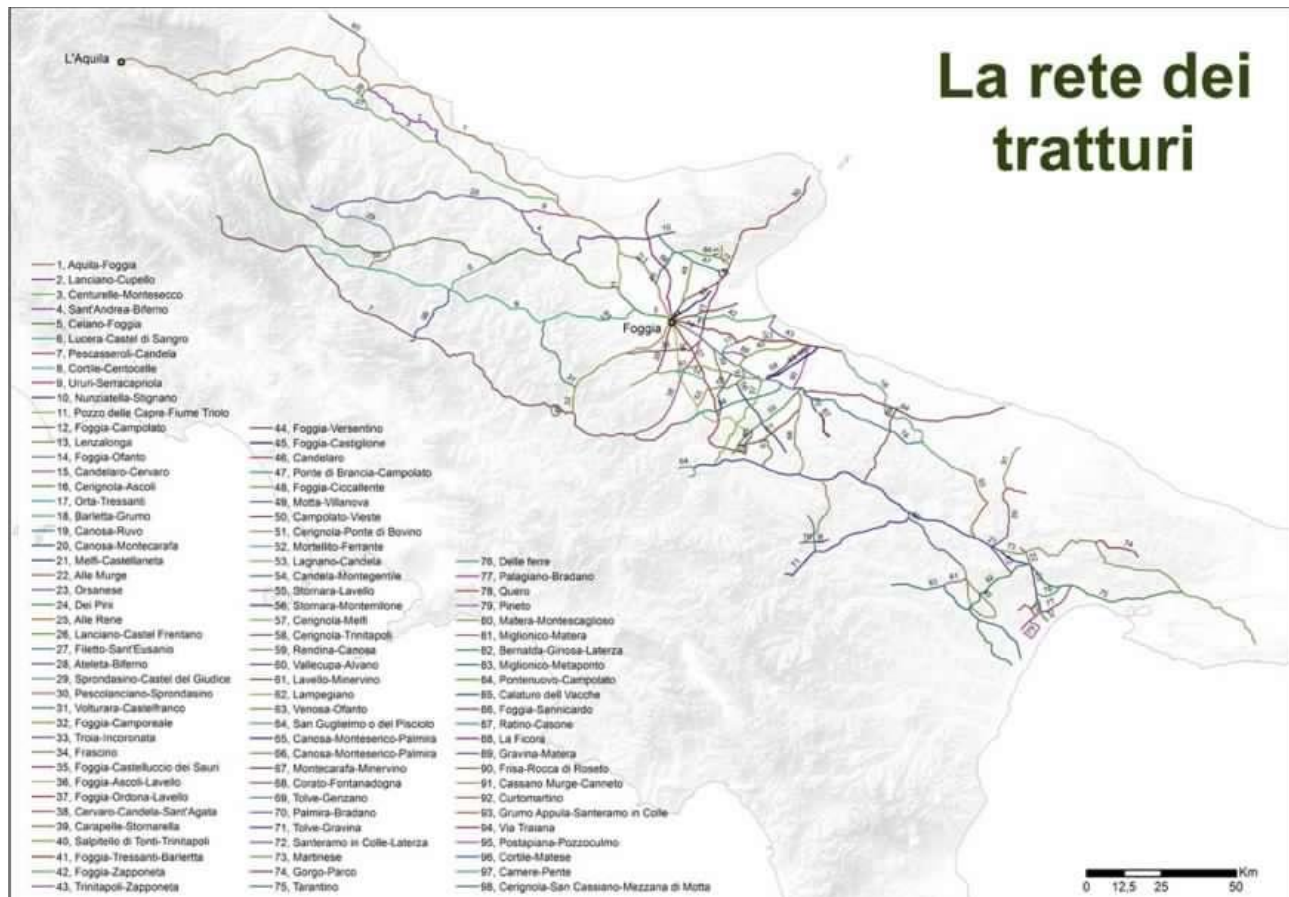 La rete dei
tratturi
L'Aquila
Foggia
1, Aquila-Foggia
2, Lanciano-Cupello
3, Centurelle-Montesecco
4, Sant'Andrea-Biferno
5, Celano-Foggia
6, Lucera-Castel di Sangro
7, Pescasseroli-Candela
8, Cortile-Centocelle
9, Ururi-Serracapriola
10, Nunziatella-Stignano
11, Pozzo delle Capre-Fiume Triolo
12, Foggia-Campolato
13, Lenzalonga
14, Foggia-Ofanto
15, Candelaro-Cervaro
16, Cerignola-Ascoli
17, Orta-Tressanti
18, Barletta-Grumo
19, Canosa-Ruvo
20, Canosa-Montecarafa
21, Melfi-Castellaneta
22, Alle Murge
23, Orsanese
24, Dei Pini
25, Alle Rene
26, Lanciano-Castel Frentano
27, Filetto-Sant'Eusanio
28, Ateleta-Biferno
29, Sprondasino-Castel del Giudice
30, Pescolanciano-Sprondasino
31, Volturara-Castelfranco
32, Foggia-Camporeale
33, Troia-Incoronata
34, Frascino
35, Foggia-Castelluccio dei Sauri
36, Foggia-Ascoli-Lavello
37, Foggia-Ordona-Lavello
38, Cervaro-Candela-Sant'Agata
39, Carapelle-Stornarella
40, Salpitello di Tonti-Trinitapoli
41, Foggia-Tressanti-Barlertta
42, Foggia-Zapponeta
43, Trinitapoli-Zapponeta
44, Foggia-Versentino
45, Foggia-Castiglione
46, Candelaro
47, Ponte di Brancia-Campolato
48, Foggia-Ciccallente
49, Motta-Villanova
50, Campolato-Vieste
51, Cerignola-Ponte di Bovino
52, Mortellito-Ferrante
53, Lagnano-Candela
54, Candela-Montegentile
55, Stornara-Lavello
56, Stornara-Montemilone
57, Cerignola-Melfi
58, Cerignola-Trinitapoli
59, Rendina-Canosa
60, Vallecupa-Alvano
61, Lavello-Minervino
62, Lampegiano
63, Venosa-Ofanto
64, San Guglielmo o del Pisciolo
65, Canosa-Monteserico-Palmira
66, Canosa-Monteserico-Palmira
67, Montecarafa-Minervino
68, Corato-Fontanadogna
69, Tolve-Genzano
70, Palmira-Bradano
71, Tolve-Gravina
72, Santeramo in Colle-Laterza
73, Martinese
74, Gorgo-Parco
75, Tarantino
76, Delle ferre
77, Palagiano-Bradano
78, Quero
79, Pineto
80, Matera-Montescaglioso
81, Miglionico-Matera
82, Bernalda-Ginosa-Laterza
83, Miglionico-Metaponto
84, Pontenuovo-Campolato
85, Calaturo dell Vacche
86, Foggia-Sannicardo
87, Ratino-Casone
88, La Ficora
89, Gravina-Matera
90, Frisa-Rocca di Roseto
91, Cassano Murge-Canneto
92, Curtomartino
93, Grumo Appula-Santeramo in Colle
94, Via Traiana
95, Postapiana-Pozzoculmo
96, Cortile-Matese
97, Camere-Pente
98, Cerignola-San Cassiano-Mezzana di Motta
Km
0 12,5 25 50